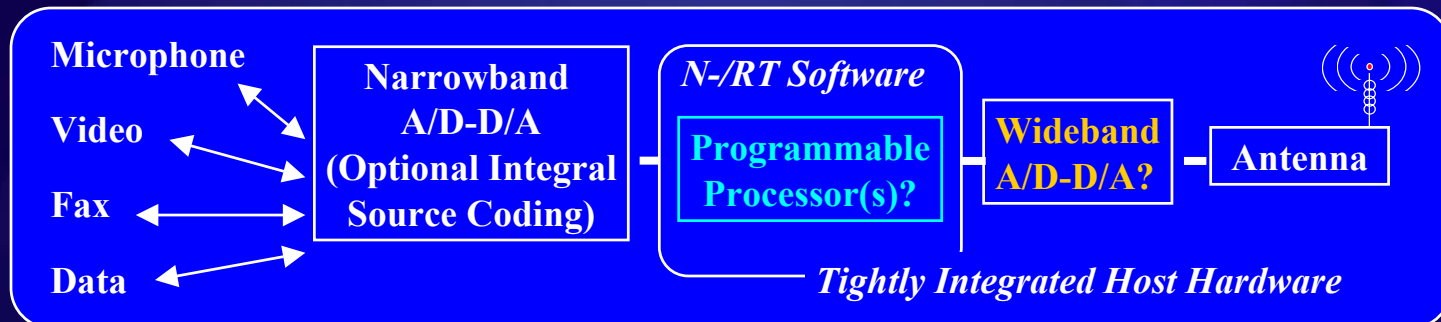 Microphone
Video
Fax
Data
Narrowband
A/D-D/A
(Optional Integral
Source Coding)
N-/RT Software
Programmable
Processor(s)?
Wideband
A/D-D/A?
Antenna
Tightly Integrated Host Hardware